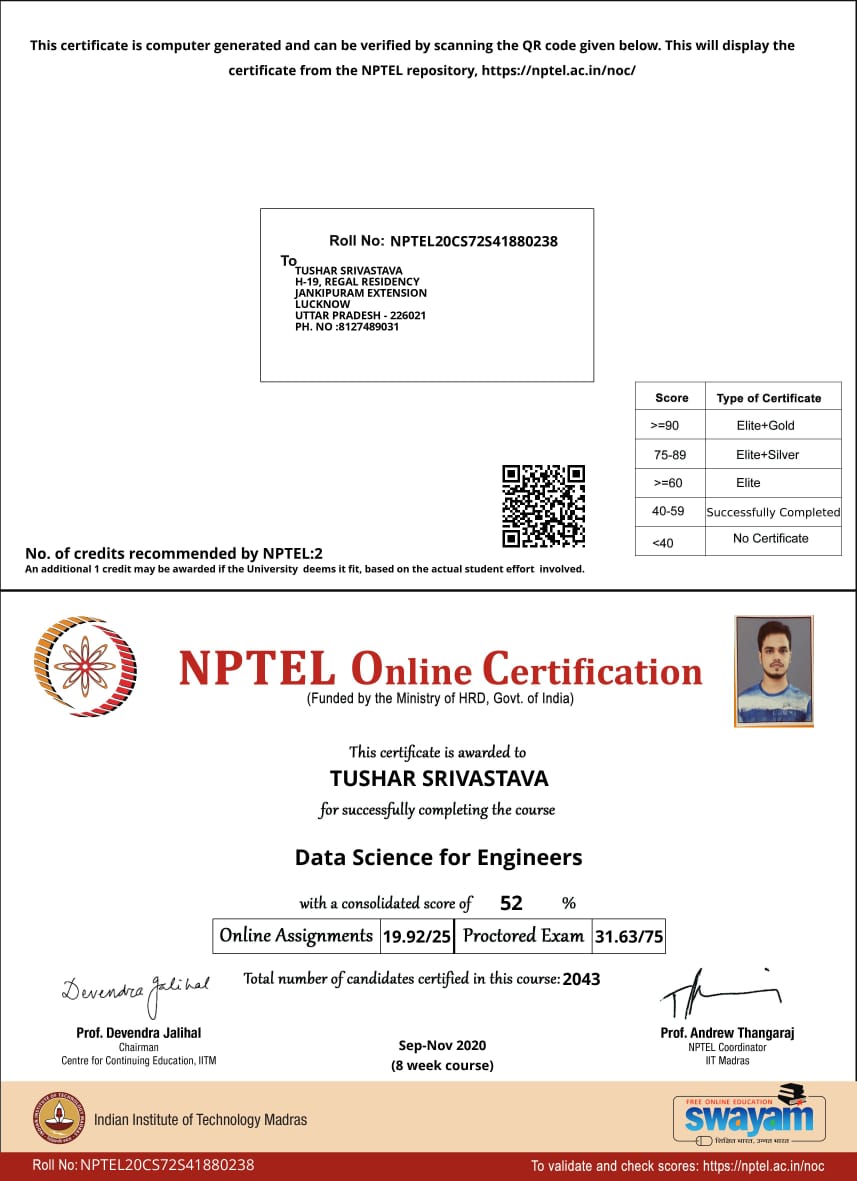 This certificate is computer generated and can be verified by scanning the QR code given below. This will display the
certificate from the NPTEL repository, https://nptel.ac.in/noc/
Roll No: NPTEL20CS72S41880238
To
TUSHAR SRIVASTAVA
H-19, REGAL RESIDENCY
JANKIPURAM EXTENSION
LUCKNOW
UTTAR PRADESH - 226021
PH. NO :8127489031
Score Type of Certificate
>=90 Elite+Gold
75-89 Elite+Silver
>=60 Elite
40-59 Successfully Completed
<40 No Certificate
No. of credits recommended by NPTEL:2
An additional 1 credit may be awarded if the University deems it fit, based on the actual student effort involved.
NPTEL Online Certification
(Funded by the Ministry of HRD, Govt. of India)
This certificate is awarded to
TUSHAR SRIVASTAVA
for successfully completing the course
Data Science for Engineers
with a consolidated score of 52 %
Online Assignments 19.92/25 Proctored Exam 31.63/75
Total number of candidates certified in this course: 2043
Devendra Jalihal
Prof. Devendra Jalihal
Chairman
Centre for Continuing Education, IITM
Sep-Nov 2020
(8 week course)
Prof. Andrew Thangaraj
NPTEL Coordinator
IIT Madras
Indian Institute of Technology Madras
FREE ONLINE EDUCATION
swayam
शिक्षित भारत, उन्नत भारत
Roll No: NPTEL20CS72S41880238
To validate and check scores: https://nptel.ac.in/noc